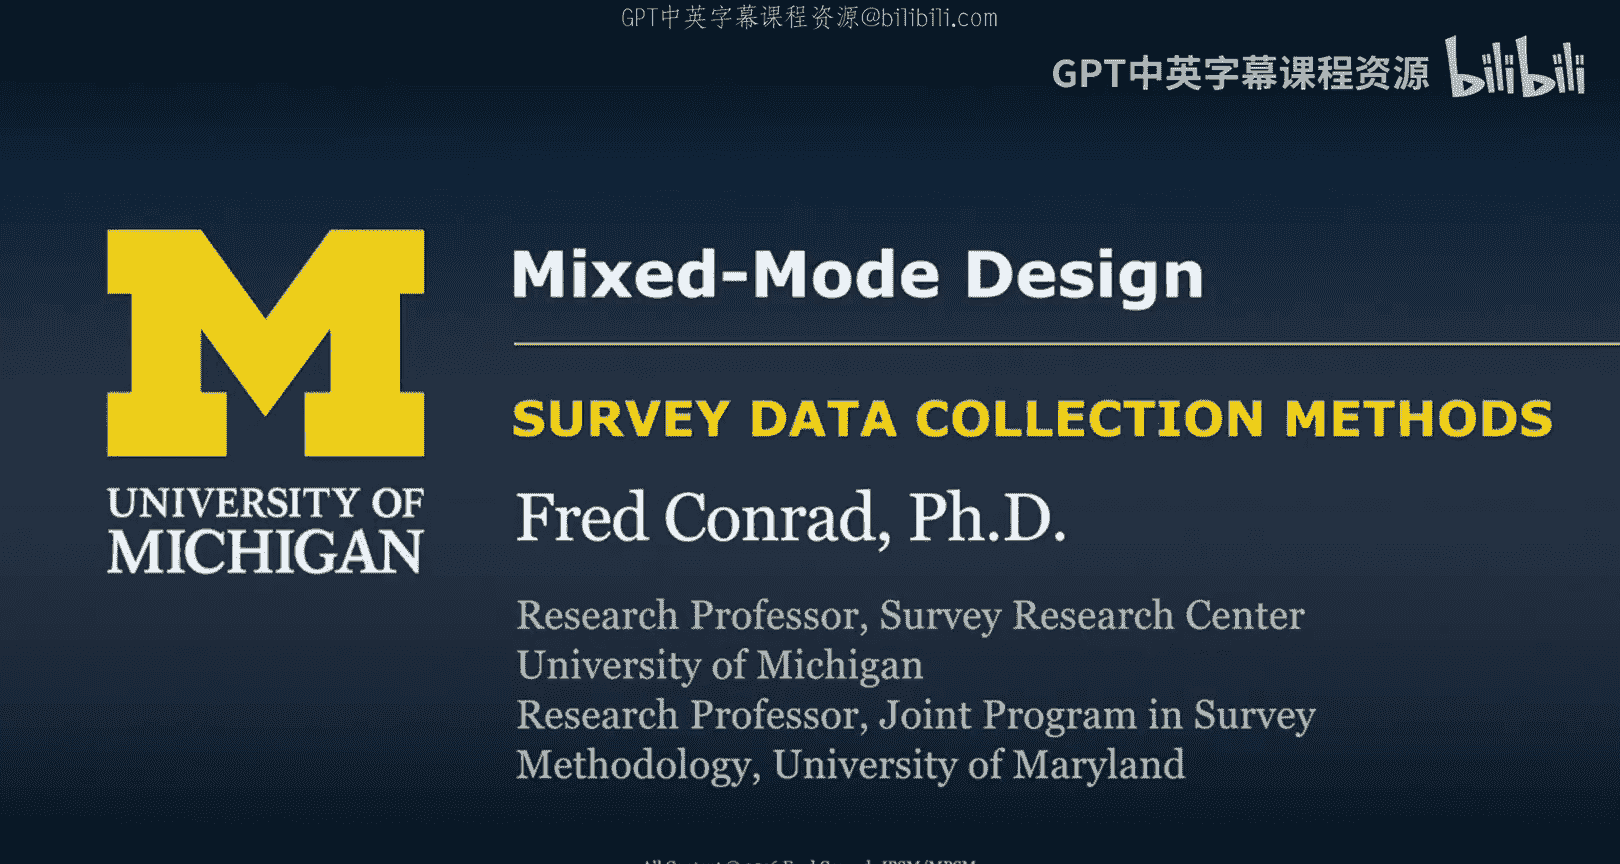 GPT中英字幕课程资源@bilibili.com
GPT中英字幕课程资源 bilibili
Mixed-Mode Design
SURVEY DATA COLLECTION METHODS
Fred Conrad, Ph.D.
UNIVERSITY OF
MICHIGAN
Research Professor, Survey Research Center
University of Michigan
Research Professor, Joint Program in Survey
Methodology, University of Maryland